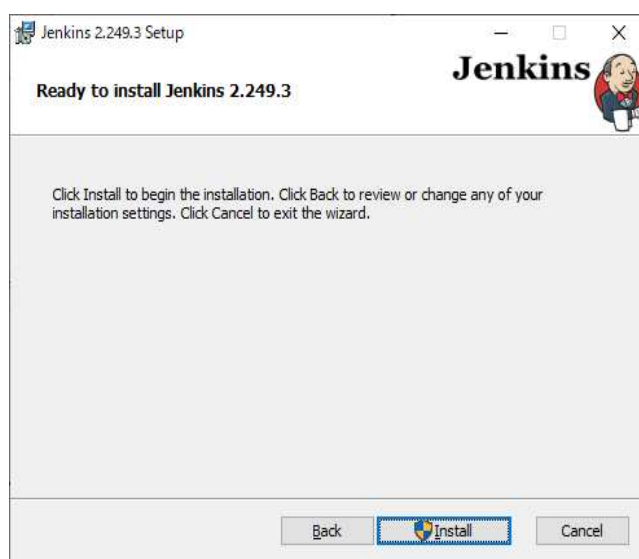 Jenkins 2.249.3 Setup
Jenkins
Ready to install Jenkins 2.249.3
Click Install to begin the installation. Click Back to review or change any of your
installation settings. Click Cancel to exit the wizard.
Back Install Cancel